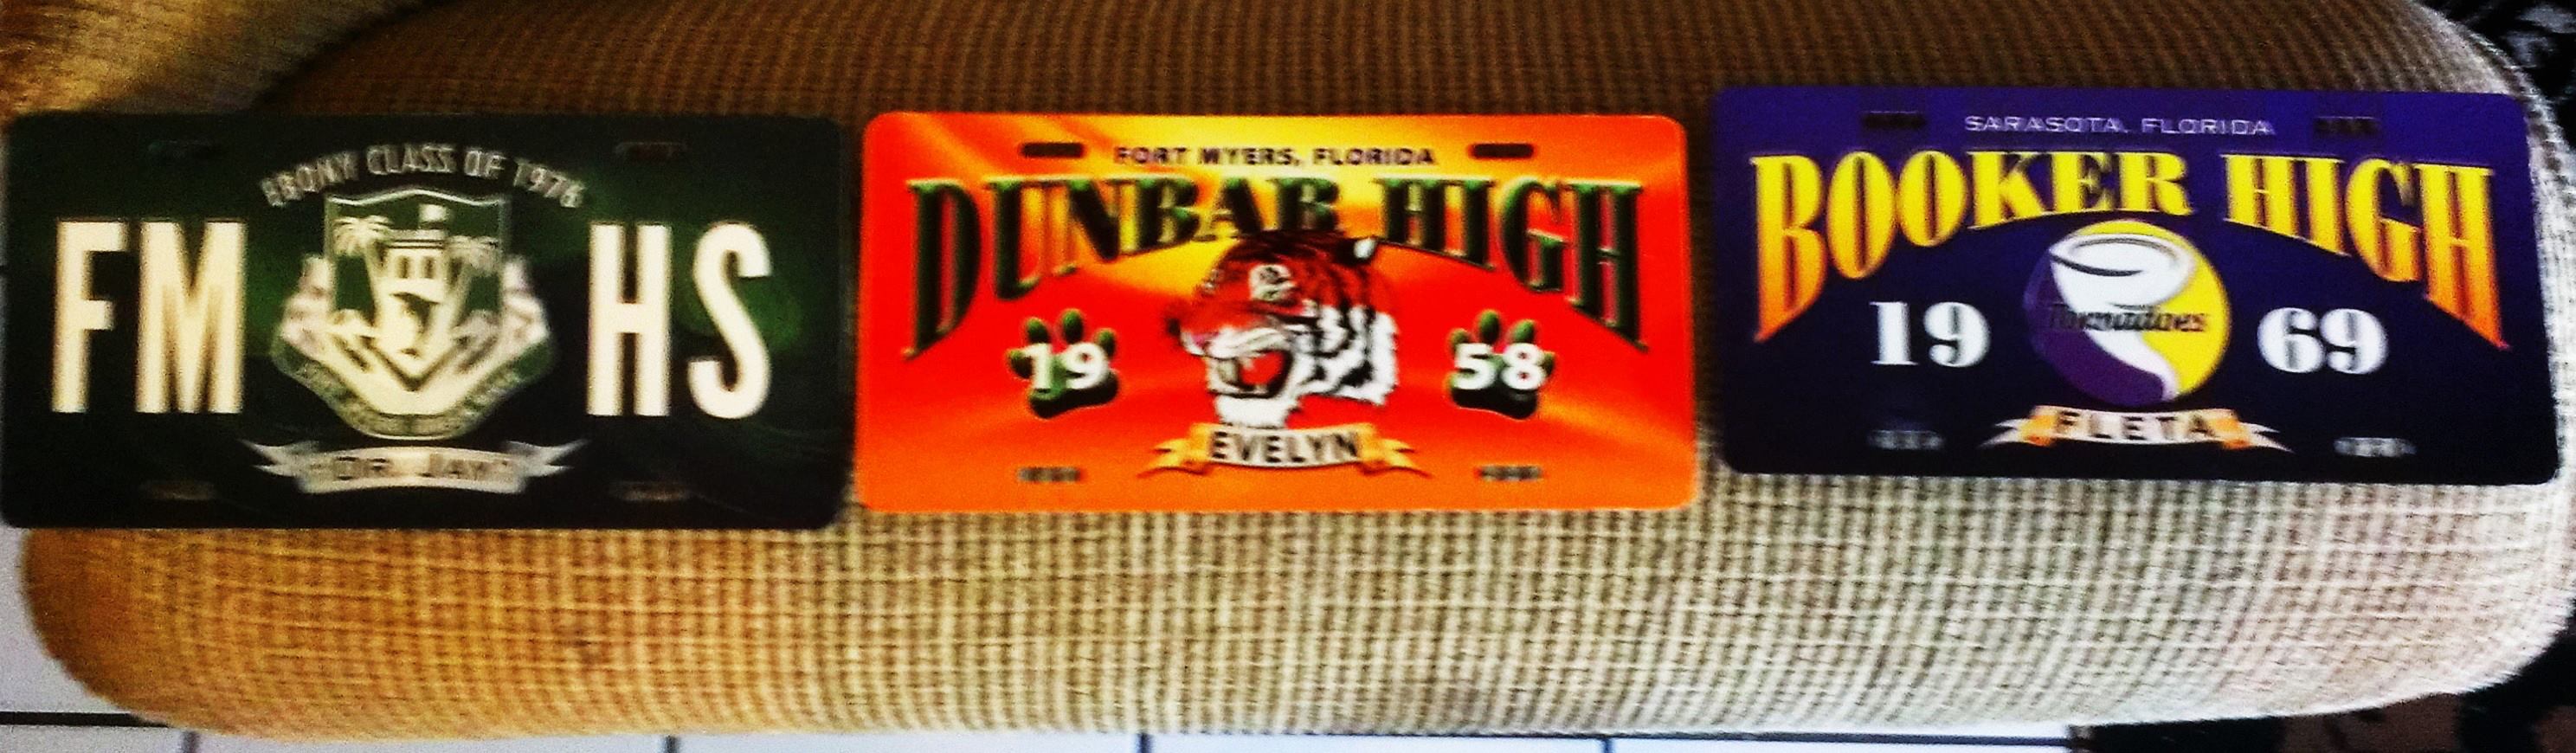 EBONY CLASS OF 1976
FM HS
"DR. JAY"
FORT MYERS, FLORIDA
DUNBAR HIGH
19 58
EVELYN
SARASOTA, FLORIDA
BOOKER HIGH
19 69
Tornadoes
FLETA